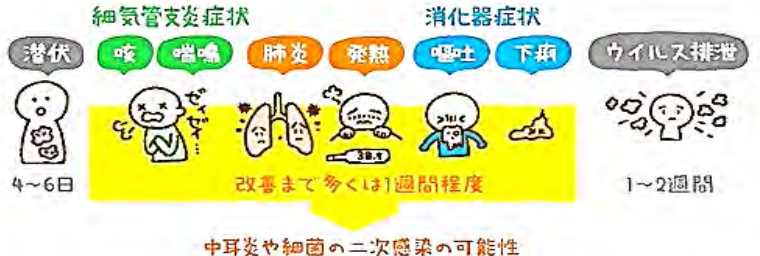 細気管支炎症状 消化器症状
潜伏 咳 喘鳴 肺炎 発熱 嘔吐 下痢 ウイルス排泄
ゼイゼイ…
4~6日 改善まで多くは1週間程度 1~2週間
中耳炎や細菌の二次感染の可能性